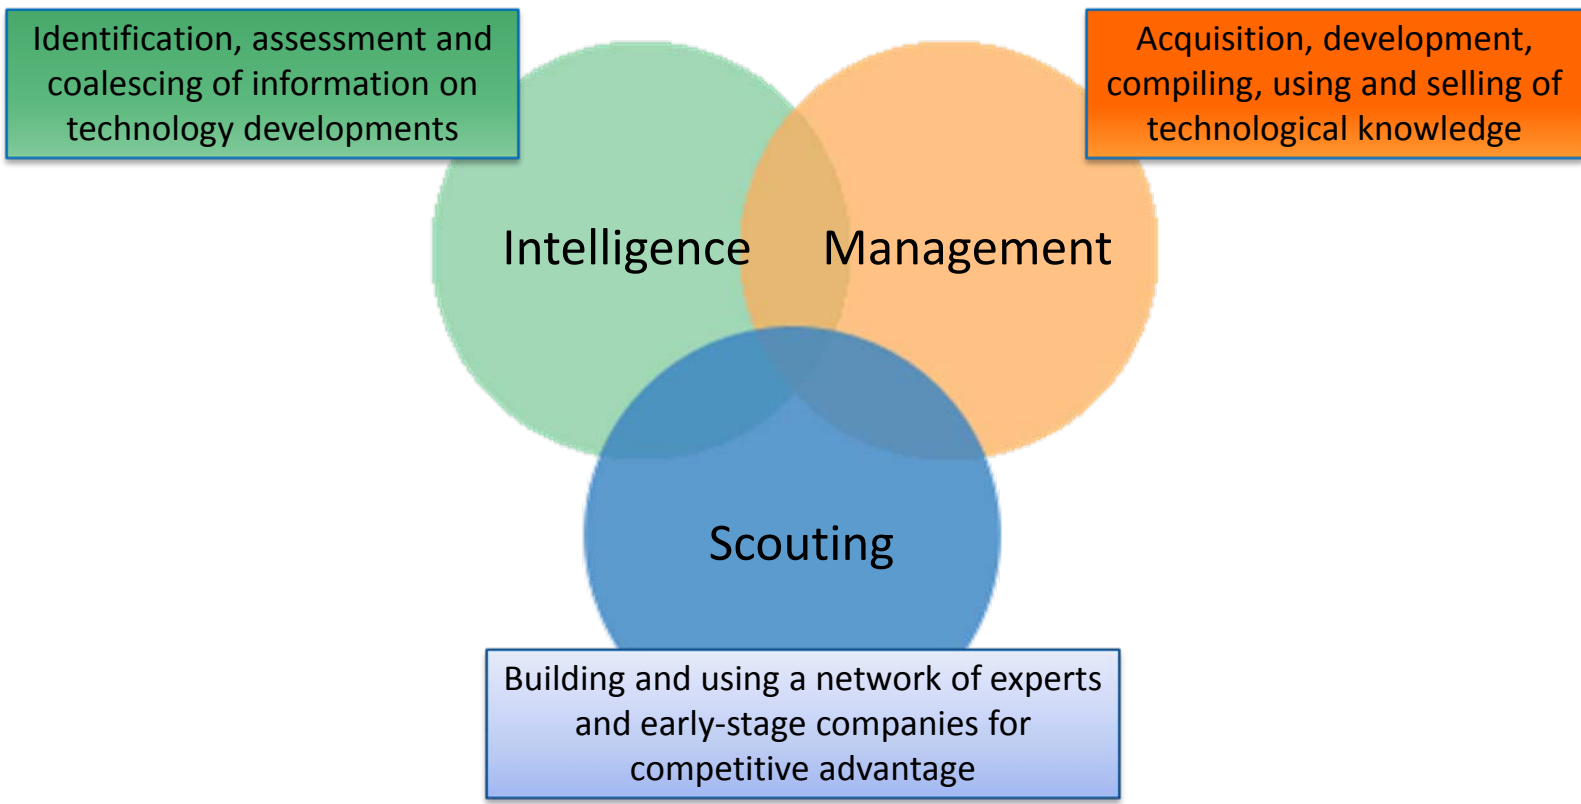 Identification, assessment and
coalescing of information on
technology developments
Acquisition, development,
compiling, using and selling of
technological knowledge
Intelligence
Management
Scouting
Building and using a network of experts
and early-stage companies for
competitive advantage